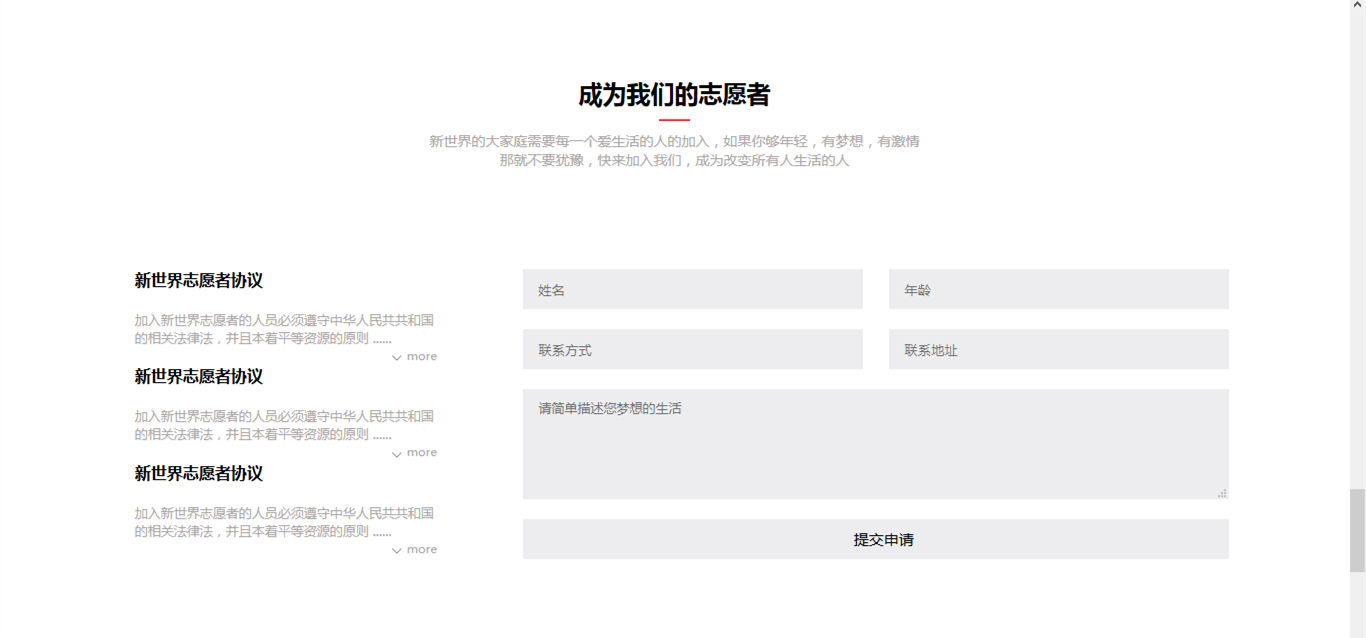 成为我们的志愿者
新世界的大家庭需要每一个爱生活的人的加入，如果你够年轻，有梦想，有激情
那就不要犹豫，快来加入我们，成为改变所有人生活的人
新世界志愿者协议
加入新世界志愿者的人员必须遵守中华人民共共和国
的相关法律法，并且本着平等资源的原则 ......
more
新世界志愿者协议
加入新世界志愿者的人员必须遵守中华人民共共和国
的相关法律法，并且本着平等资源的原则 ......
more
新世界志愿者协议
加入新世界志愿者的人员必须遵守中华人民共共和国
的相关法律法，并且本着平等资源的原则 ......
more
姓名
年龄
联系方式
联系地址
请简单描述您梦想的生活
提交申请